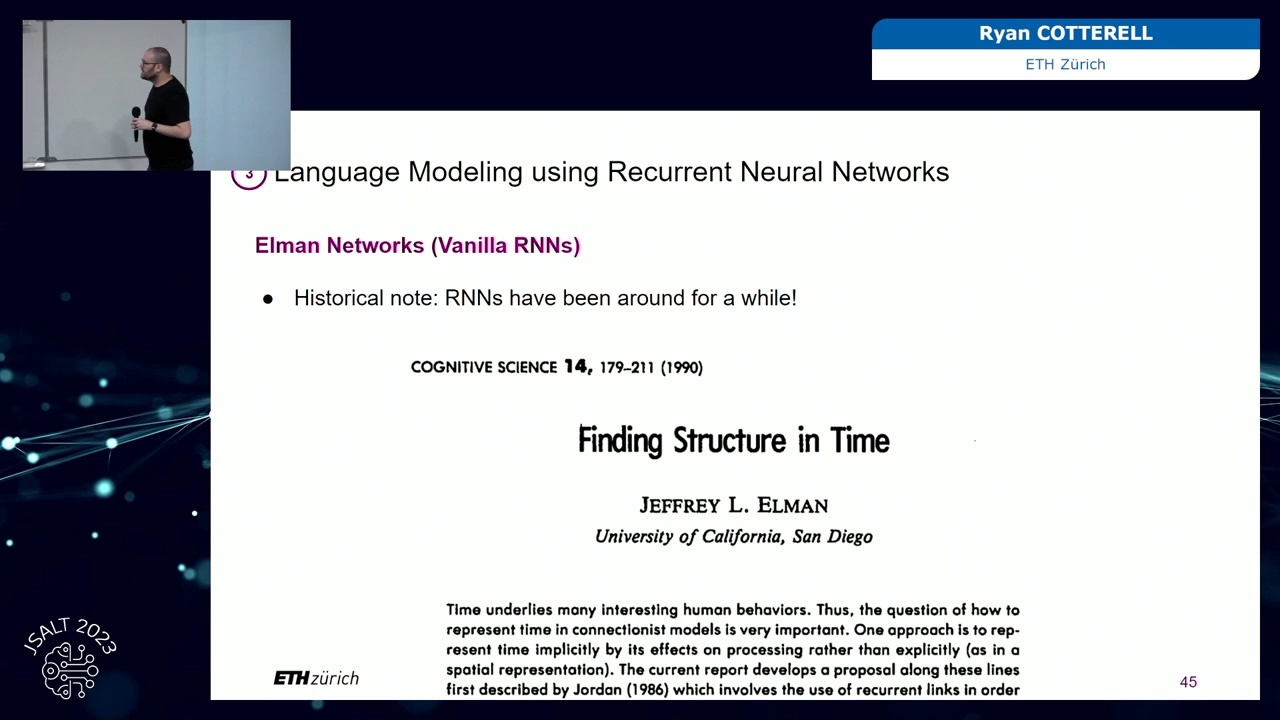 Ryan COTTERELL
ETH Zürich
3 Language Modeling using Recurrent Neural Networks
Elman Networks (Vanilla RNNs)
● Historical note: RNNs have been around for a while!
COGNITIVE SCIENCE 14, 179–211 (1990)
Finding Structure in Time
JEFFREY L. ELMAN
University of California, San Diego
Time underlies many interesting human behaviors. Thus, the question of how to
represent time in connectionist models is very important. One approach is to rep-
resent time implicitly by its effects on processing rather than explicitly (as in a
spatial representation). The current report develops a proposal along these lines
first described by Jordan (1986) which involves the use of recurrent links in order
JSALT 2023
ETH zürich
45